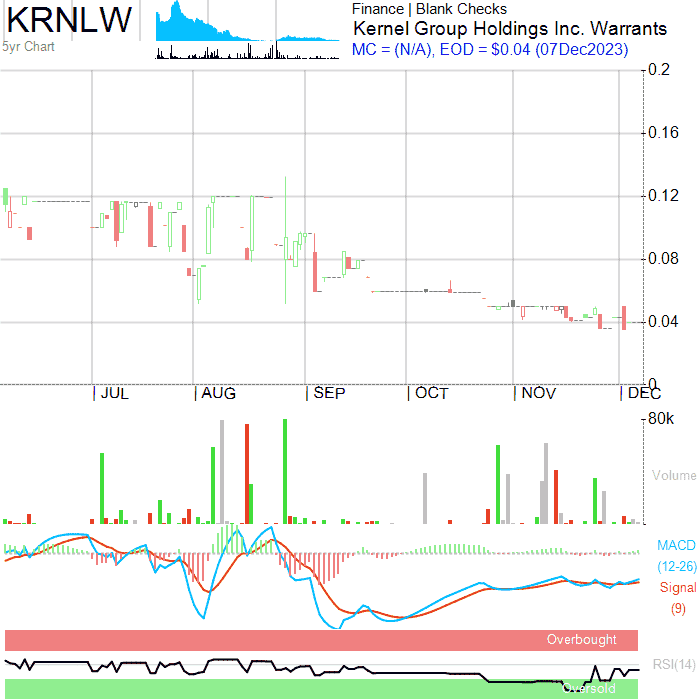 KRNLW
5yr Chart
Finance | Blank Checks
Kernel Group Holdings Inc. Warrants
MC = (N/A), EOD = $0.04 (07Dec2023)
0.2
0.16
0.12
0.08
0.04
0
JUL AUG SEP OCT NOV DEC
80k
Volume
MACD
(12-26)
Signal
(9)
Overbought
RSI(14)
Oversold